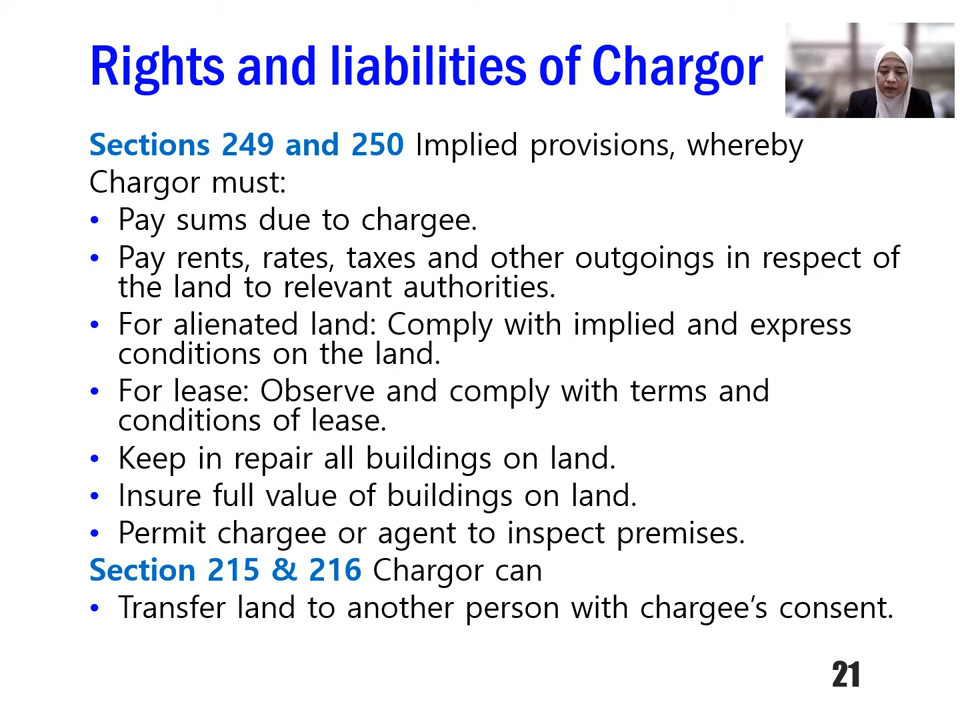 Rights and liabilities of Chargor
Sections 249 and 250 Implied provisions, whereby
Chargor must:
• Pay sums due to chargee.
• Pay rents, rates, taxes and other outgoings in respect of
the land to relevant authorities.
• For alienated land: Comply with implied and express
conditions on the land.
• For lease: Observe and comply with terms and
conditions of lease.
• Keep in repair all buildings on land.
• Insure full value of buildings on land.
• Permit chargee or agent to inspect premises.
Section 215 & 216 Chargor can
• Transfer land to another person with chargee’s consent.
21